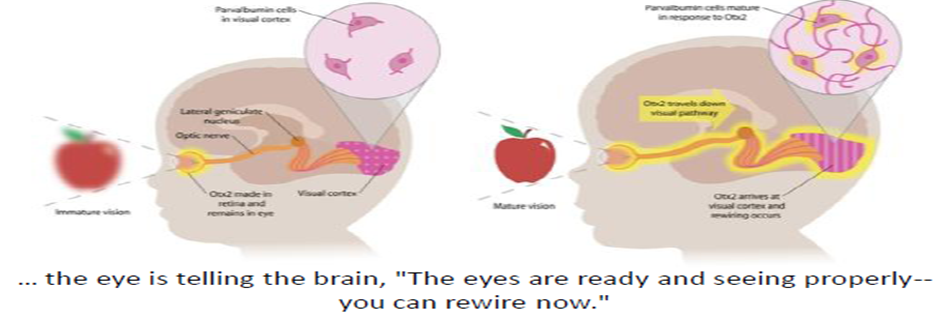 Parvalbumin cells
in visual cortex
Lateral geniculate
nucleus
Optic nerve
Otx2 made in
retina and
remains in eye
Visual cortex
Immature vision
Parvalbumin cells mature
in response to Otx2
Otx2 travels down
visual pathway
Otx2 arrives at
visual cortex and
rewiring occurs
Mature vision
... the eye is telling the brain, "The eyes are ready and seeing properly--
you can rewire now."